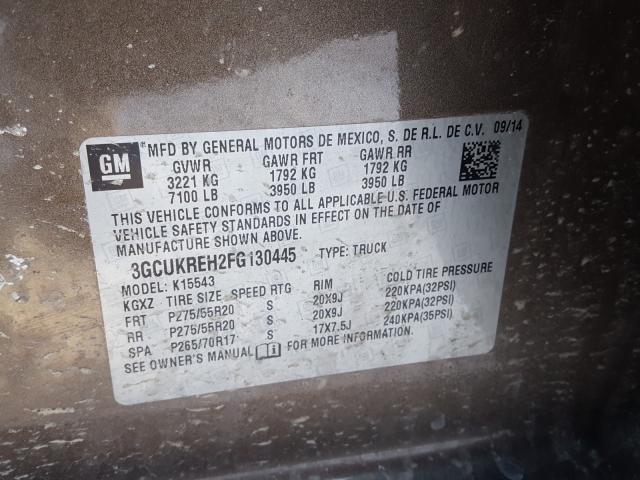 GM
*MFD BY GENERAL MOTORS DE MEXICO, S. DE R.L. DE C.V. 09/14
GVWR GAWR FRT GAWR RR
3221 KG 1792 KG 1792 KG
7100 LB 3950 LB 3950 LB
THIS VEHICLE CONFORMS TO ALL APPLICABLE U.S. FEDERAL MOTOR
VEHICLE SAFETY STANDARDS IN EFFECT ON THE DATE OF
MANUFACTURE SHOWN ABOVE.
3GCUKREH2FG130445 TYPE: TRUCK
MODEL: K15543
KGXZ TIRE SIZE SPEED RTG RIM COLD TIRE PRESSURE
FRT P275/55R20 S 20X9J 220KPA(32PSI)
RR P275/55R20 S 20X9J 220KPA(32PSI)
SPA P265/70R17 S 17X7.5J 240KPA(35PSI)
SEE OWNER'S MANUAL FOR MORE INFORMATION.